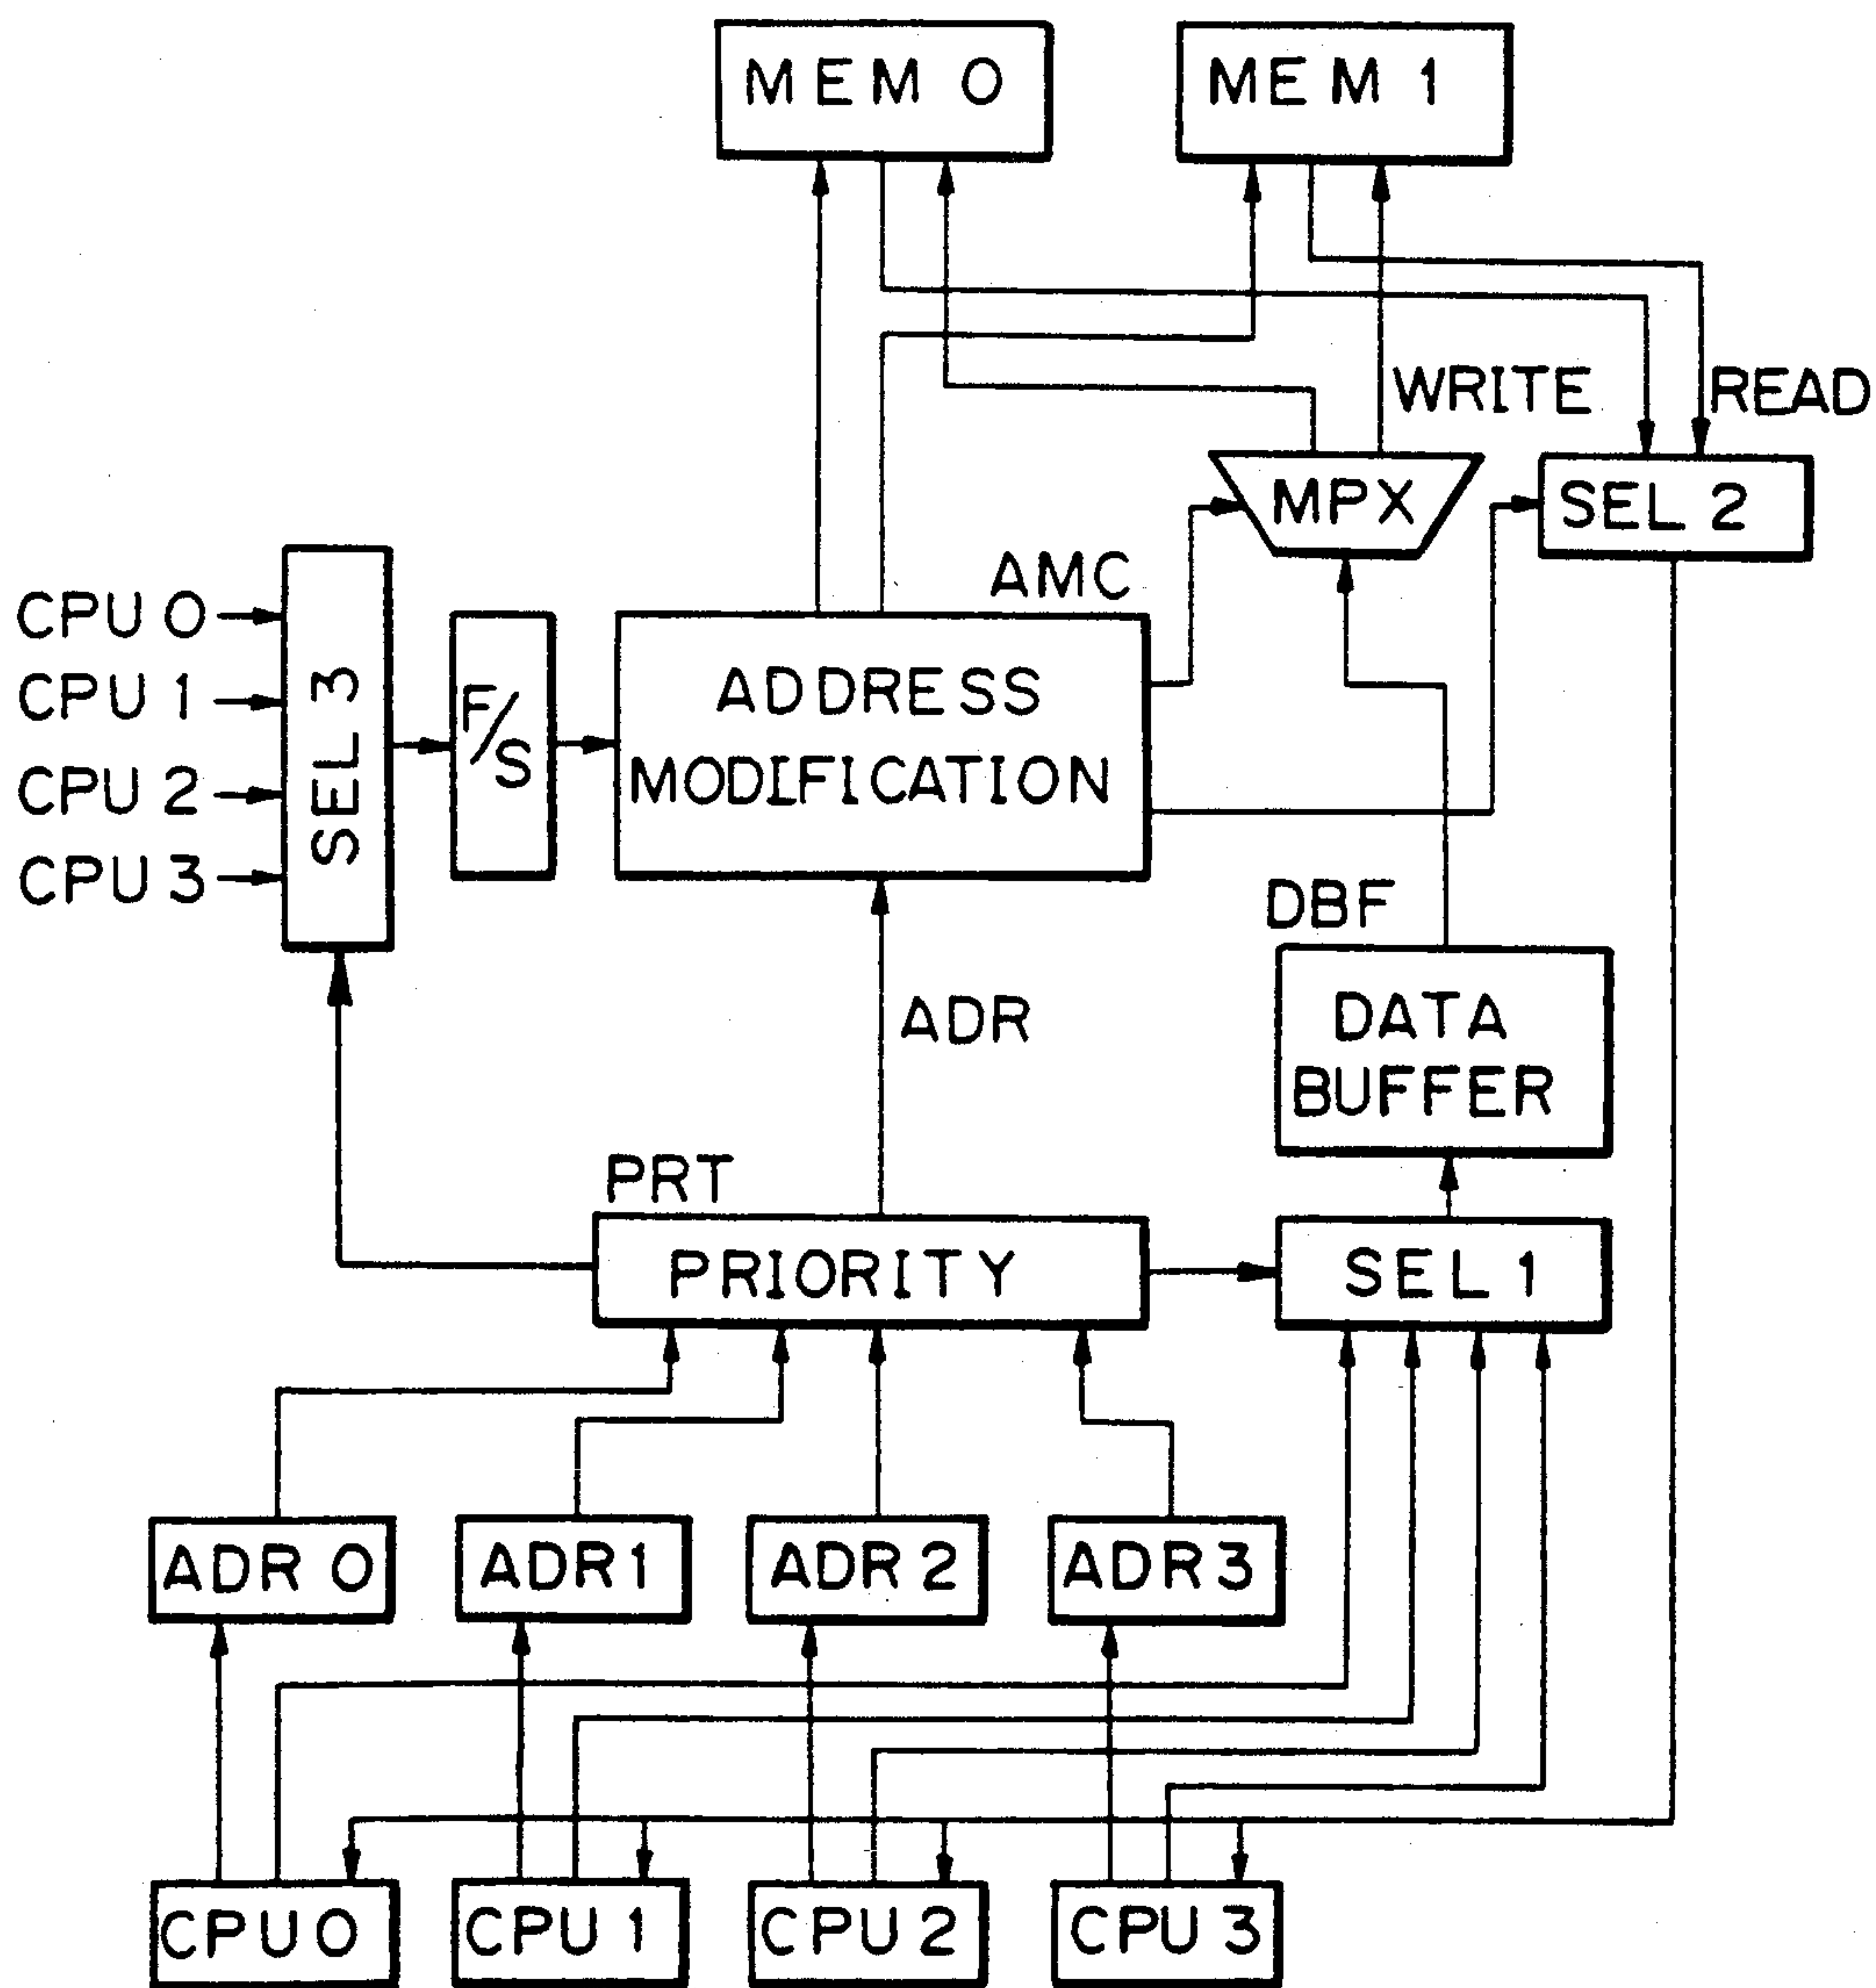 MEM 0
MEM 1
WRITE
READ
MPX
SEL 2
AMC
CPU 0
CPU 1
CPU 2
CPU 3
SEL 3
F/S
ADDRESS
MODIFICATION
DBF
DATA
BUFFER
ADR
PRT
PRIORITY
SEL 1
ADR 0
ADR 1
ADR 2
ADR 3
CPU 0
CPU 1
CPU 2
CPU 3